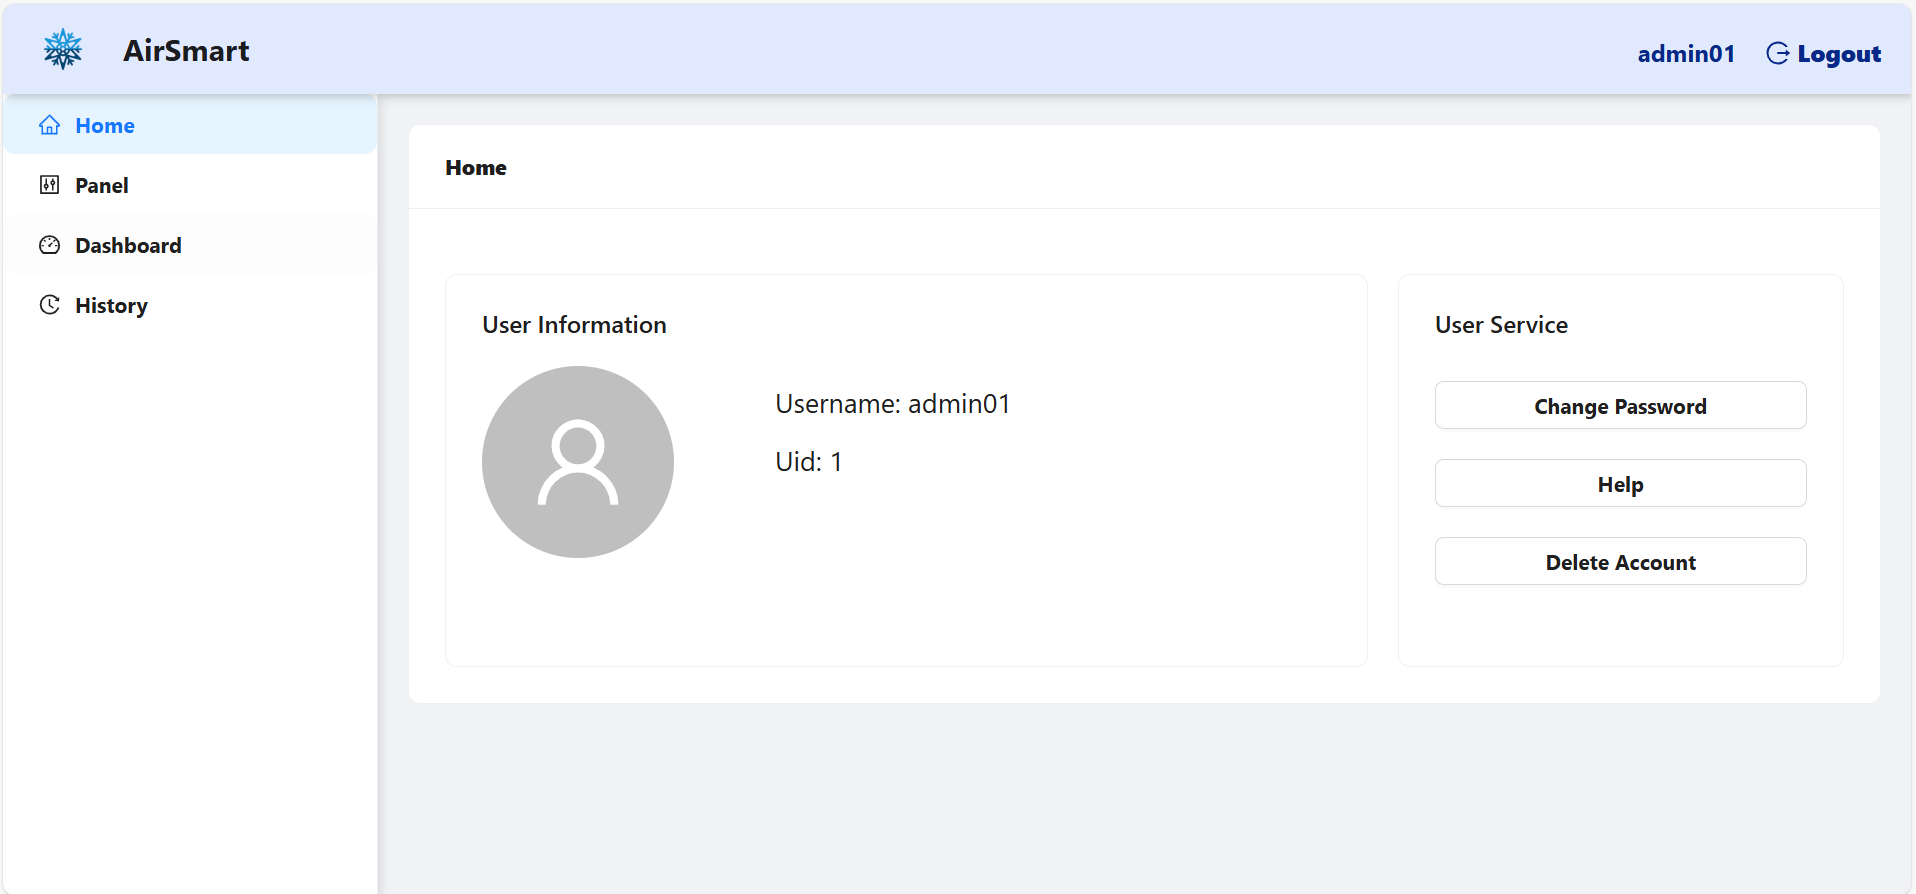 AirSmart
admin01
Logout
Home
Panel
Dashboard
History
Home
User Information
Username: admin01
Uid: 1
User Service
Change Password
Help
Delete Account